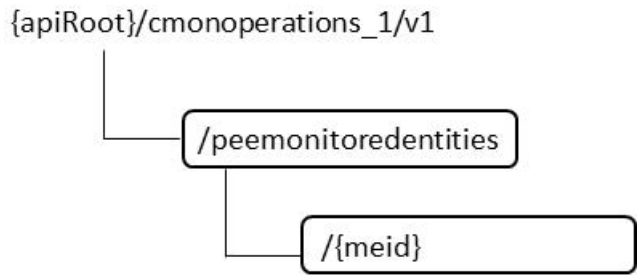 {apiRoot}/cmonoperations_1/v1
/peemonitoredentities
/{meid}